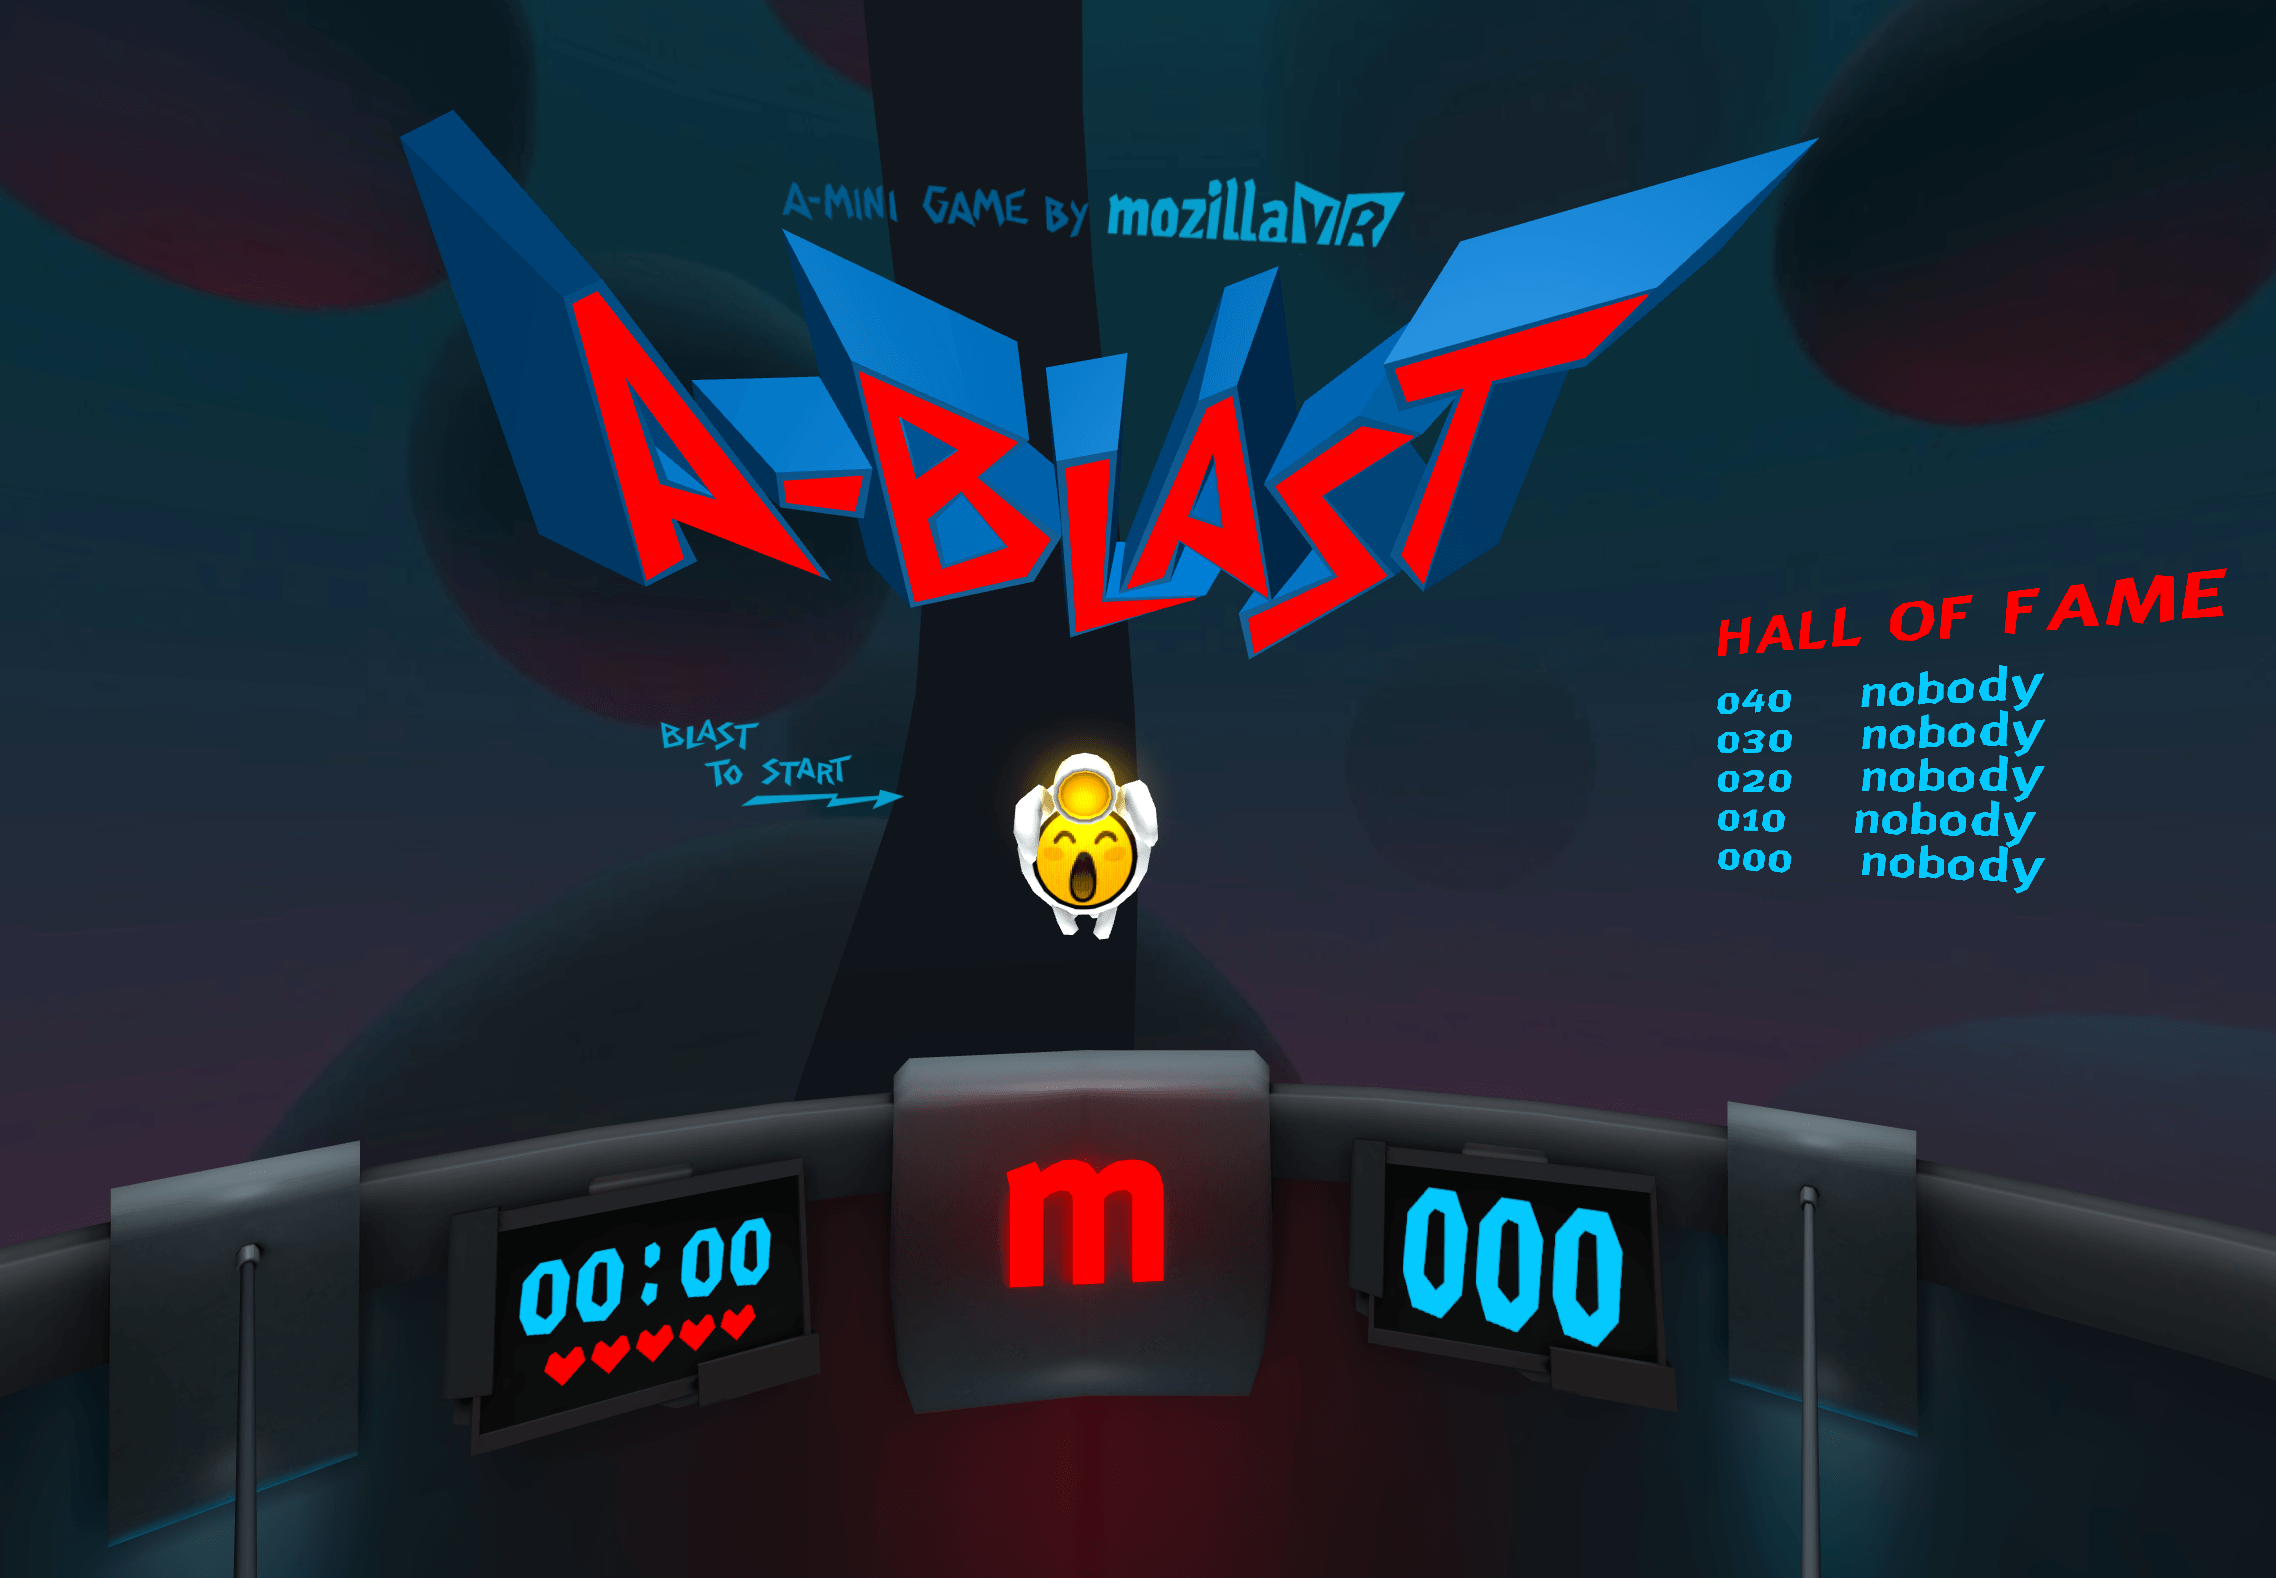 A-MINI GAME BY mozillaVR
A-BLAST
BLAST
TO START
HALL OF FAME
040 nobody
030 nobody
020 nobody
010 nobody
000 nobody
00:00
m
000